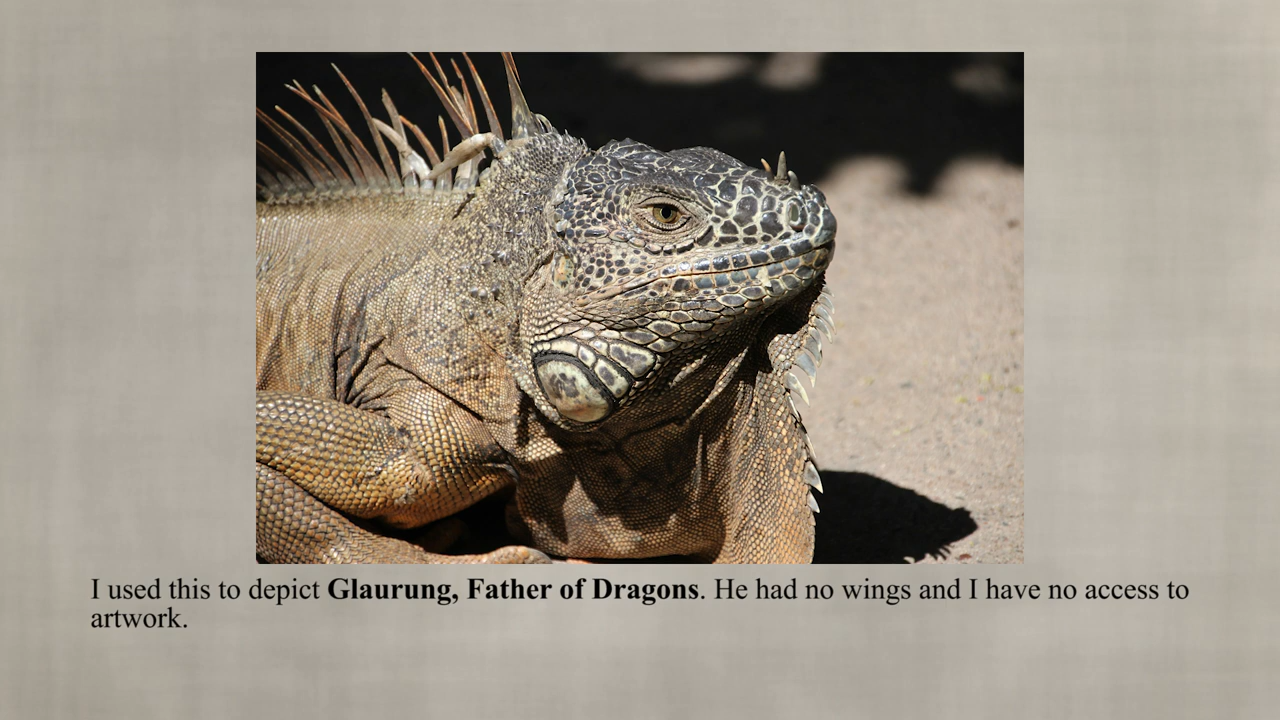 I used this to depict Glaurung, Father of Dragons. He had no wings and I have no access to
artwork.